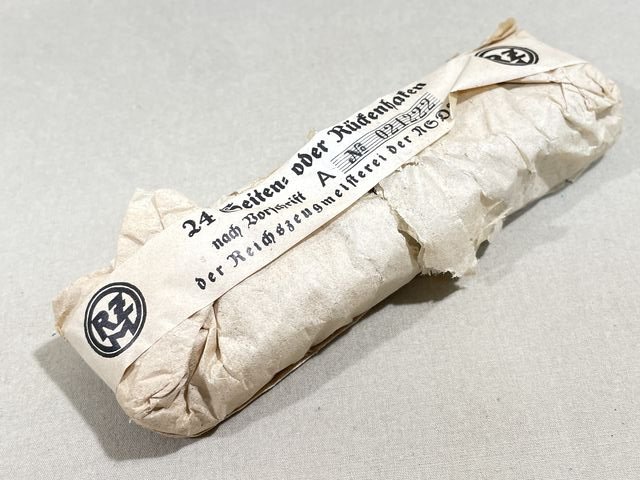 RZM
24 Seiten= oder Rückenhaken
nach Vorschrift A № 021222
der Reichszeugmeisterei der NSD
RZM